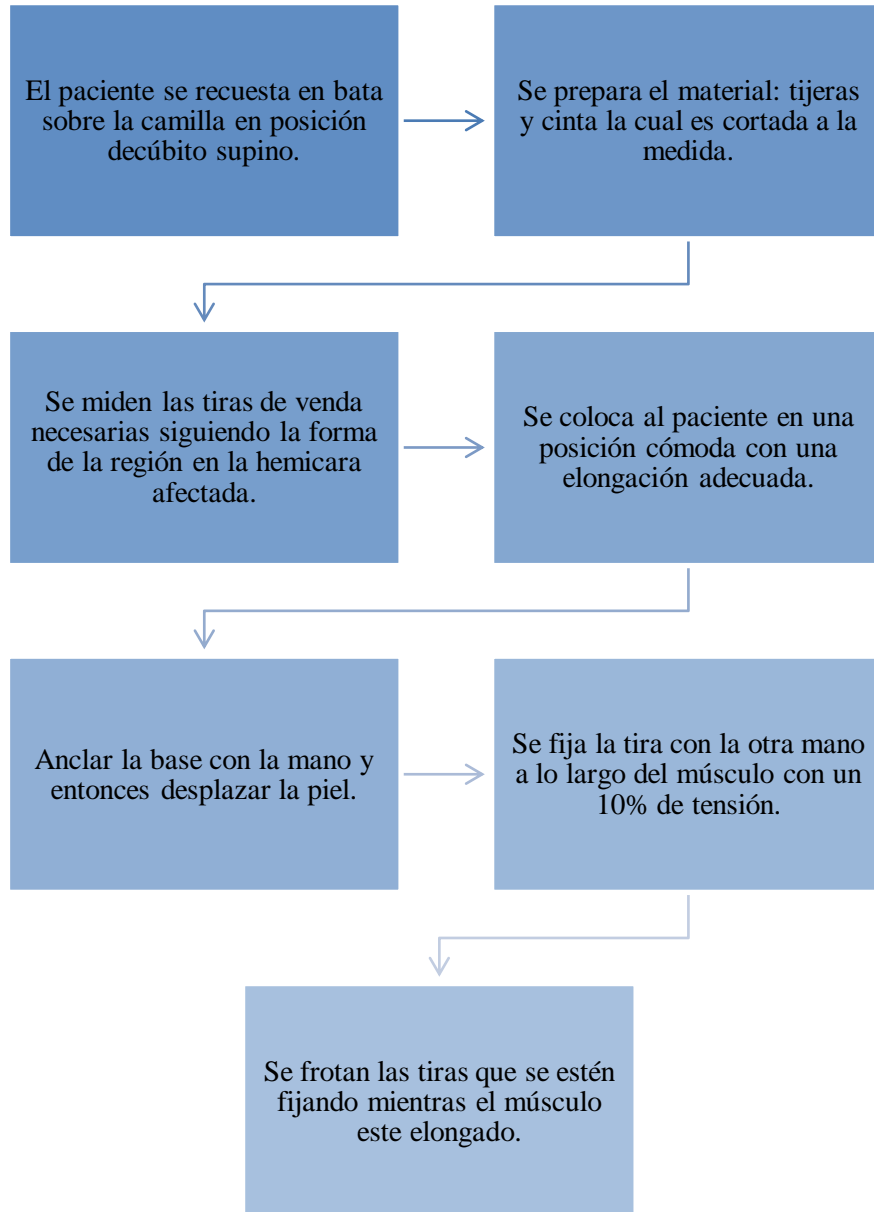 El paciente se recuesta en bata
sobre la camilla en posición
decúbito supino.
Se prepara el material: tijeras
y cinta la cual es cortada a la
medida.
Se miden las tiras de venda
necesarias siguiendo la forma
de la región en la hemicara
afectada.
Se coloca al paciente en una
posición cómoda con una
elongación adecuada.
Anclar la base con la mano y
entonces desplazar la piel.
Se fija la tira con la otra mano
a lo largo del músculo con un
10% de tensión.
Se frotan las tiras que se estén
fijando mientras el músculo
este elongado.